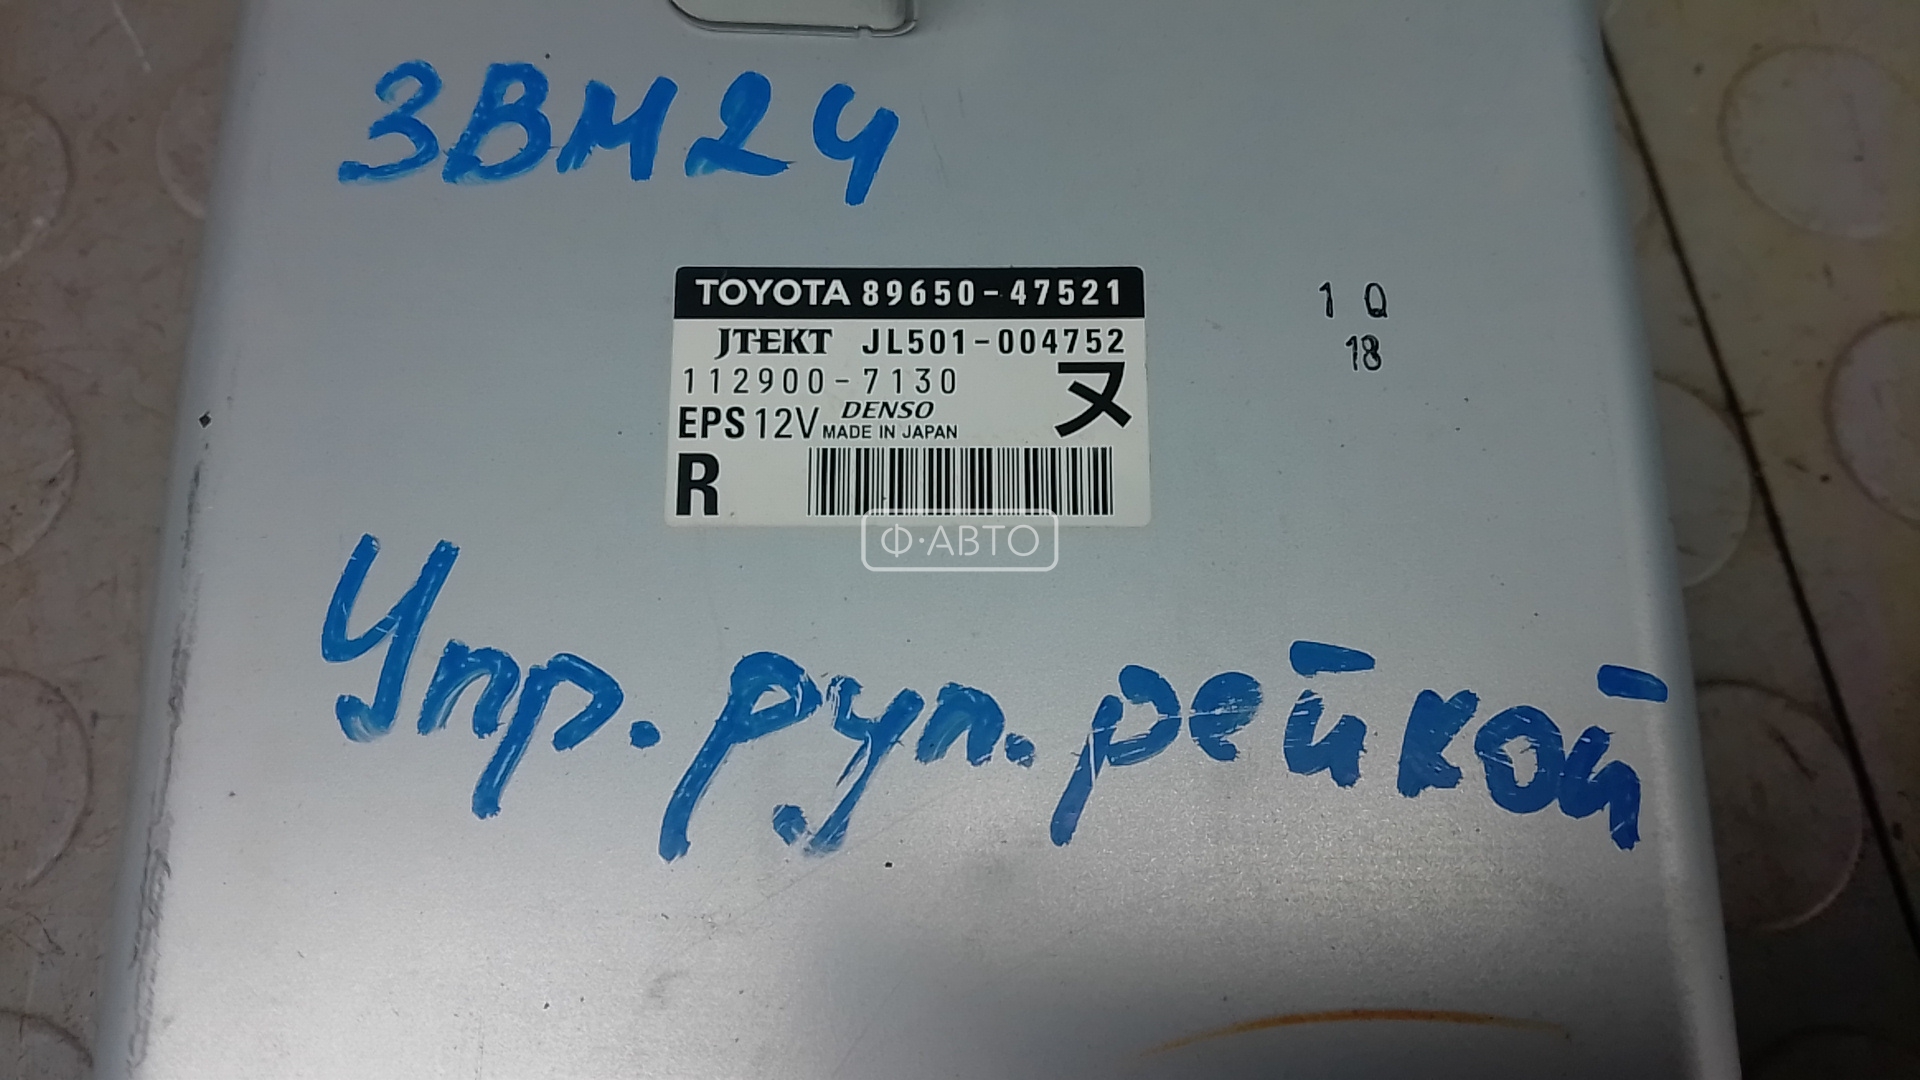 3ВМ24
TOYOTA 89650-47521
JTEKT JL501-004752
112900-7130
ヌ
EPS 12V DENSO
MADE IN JAPAN
R
1 Q
18
Ф·АВТО
Упр. рул. рейкой